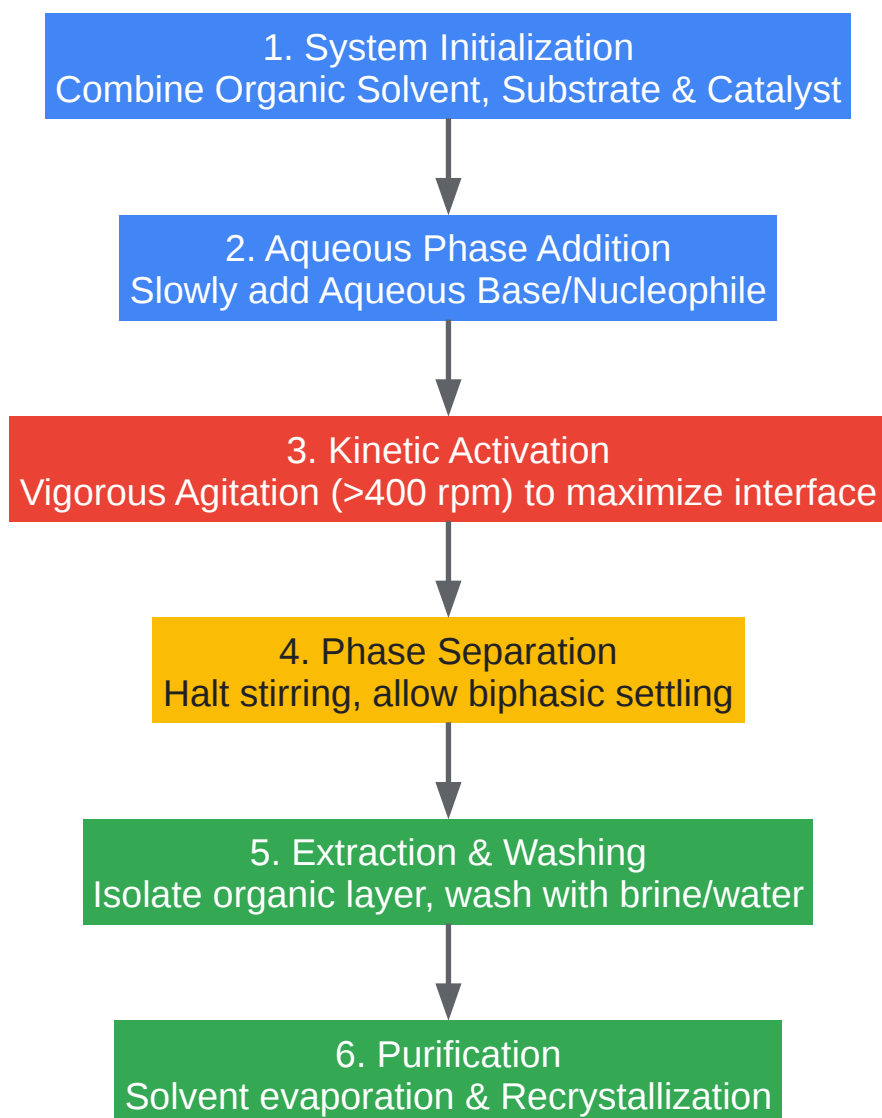 1. System Initialization
Combine Organic Solvent, Substrate & Catalyst
2. Aqueous Phase Addition
Slowly add Aqueous Base/Nucleophile
3. Kinetic Activation
Vigorous Agitation (>400 rpm) to maximize interface
4. Phase Separation
Halt stirring, allow biphasic settling
5. Extraction & Washing
Isolate organic layer, wash with brine/water
6. Purification
Solvent evaporation & Recrystallization